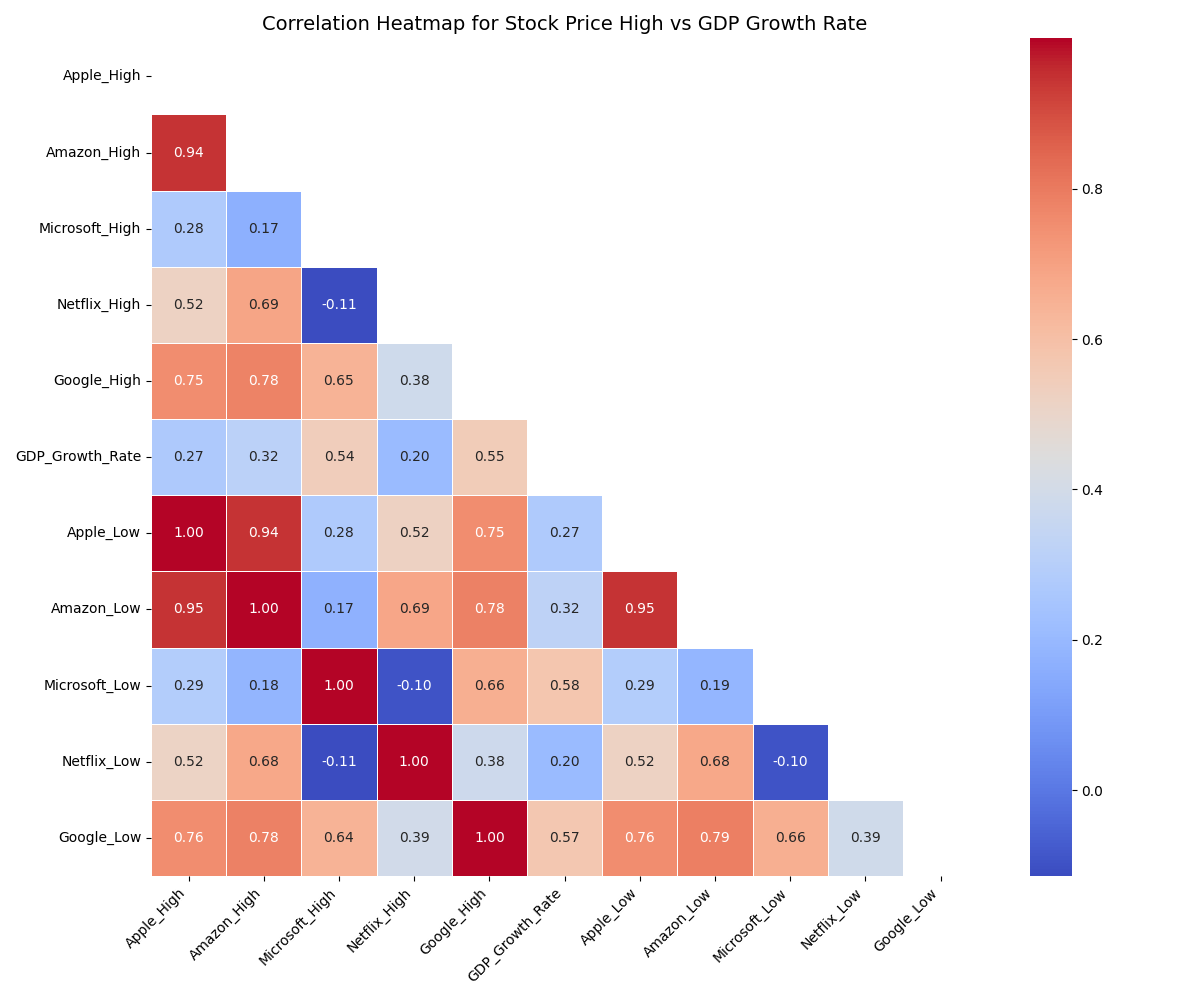 Correlation Heatmap for Stock Price High vs GDP Growth Rate
Apple_High
Amazon_High 0.94
Microsoft_High 0.28 0.17
Netflix_High 0.52 0.69 -0.11
Google_High 0.75 0.78 0.65 0.38
GDP_Growth_Rate 0.27 0.32 0.54 0.20 0.55
Apple_Low 1.00 0.94 0.28 0.52 0.75 0.27
Amazon_Low 0.95 1.00 0.17 0.69 0.78 0.32 0.95
Microsoft_Low 0.29 0.18 1.00 -0.10 0.66 0.58 0.29 0.19
Netflix_Low 0.52 0.68 -0.11 1.00 0.38 0.20 0.52 0.68 -0.10
Google_Low 0.76 0.78 0.64 0.39 1.00 0.57 0.76 0.79 0.66 0.39
Apple_High
Amazon_High
Microsoft_High
Netflix_High
Google_High
GDP_Growth_Rate
Apple_Low
Amazon_Low
Microsoft_Low
Netflix_Low
Google_Low
0.8
0.6
0.4
0.2
0.0